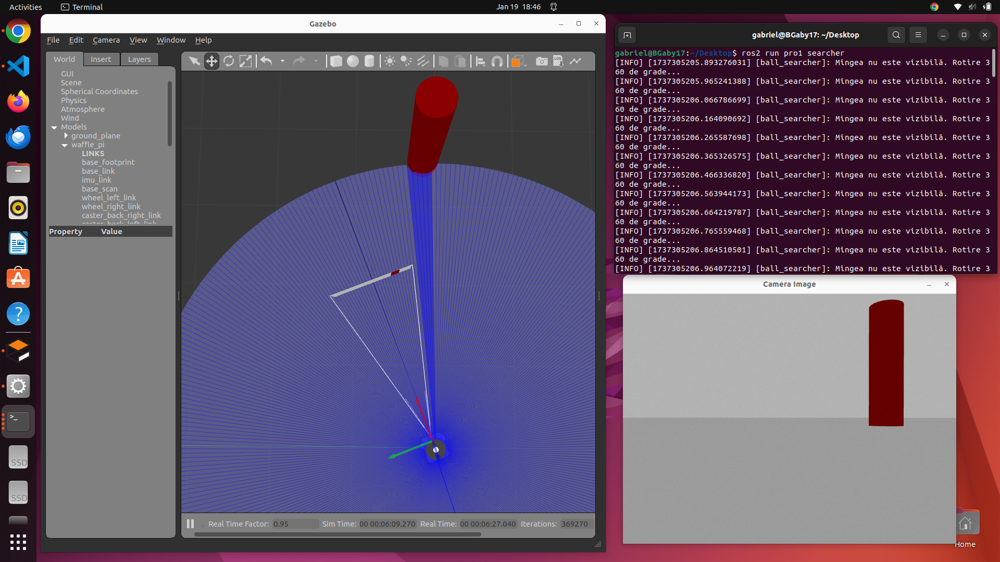 Activities
Terminal
Jan 19 18:46
Gazebo
File Edit Camera View Window Help
World Insert Layers
GUI
Scene
Spherical Coordinates
Physics
Atmosphere
Wind
Models
ground_plane
waffle_pi
LINKS
base_footprint
base_link
imu_link
base_scan
wheel_left_link
wheel_right_link
caster_back_right_link
caster_back_left_link
Property Value
LOG
Real Time Factor: 0.95 Sim Time: 00 00:06:09.270 Real Time: 00 00:06:27.040 Iterations: 369270
gabriel@BGaby17: ~/Desktop
gabriel@BGaby17:~/Desktop$ ros2 run pro1 searcher
[INFO] [1737305205.893276031] [ball_searcher]: Mingea nu este vizibilă. Rotire 3
60 de grade...
[INFO] [1737305205.965241388] [ball_searcher]: Mingea nu este vizibilă. Rotire 3
60 de grade...
[INFO] [1737305206.066786699] [ball_searcher]: Mingea nu este vizibilă. Rotire 3
60 de grade...
[INFO] [1737305206.164090692] [ball_searcher]: Mingea nu este vizibilă. Rotire 3
60 de grade...
[INFO] [1737305206.265587698] [ball_searcher]: Mingea nu este vizibilă. Rotire 3
60 de grade...
[INFO] [1737305206.365326575] [ball_searcher]: Mingea nu este vizibilă. Rotire 3
60 de grade...
[INFO] [1737305206.466336820] [ball_searcher]: Mingea nu este vizibilă. Rotire 3
60 de grade...
[INFO] [1737305206.563944173] [ball_searcher]: Mingea nu este vizibilă. Rotire 3
60 de grade...
[INFO] [1737305206.664219787] [ball_searcher]: Mingea nu este vizibilă. Rotire 3
60 de grade...
[INFO] [1737305206.765559468] [ball_searcher]: Mingea nu este vizibilă. Rotire 3
60 de grade...
[INFO] [1737305206.864510501] [ball_searcher]: Mingea nu este vizibilă. Rotire 3
60 de grade...
[INFO] [1737305206.964072219] [ball_searcher]: Mingea nu este vizibilă. Rotire 3
Camera Image
SSD
SSD
Home